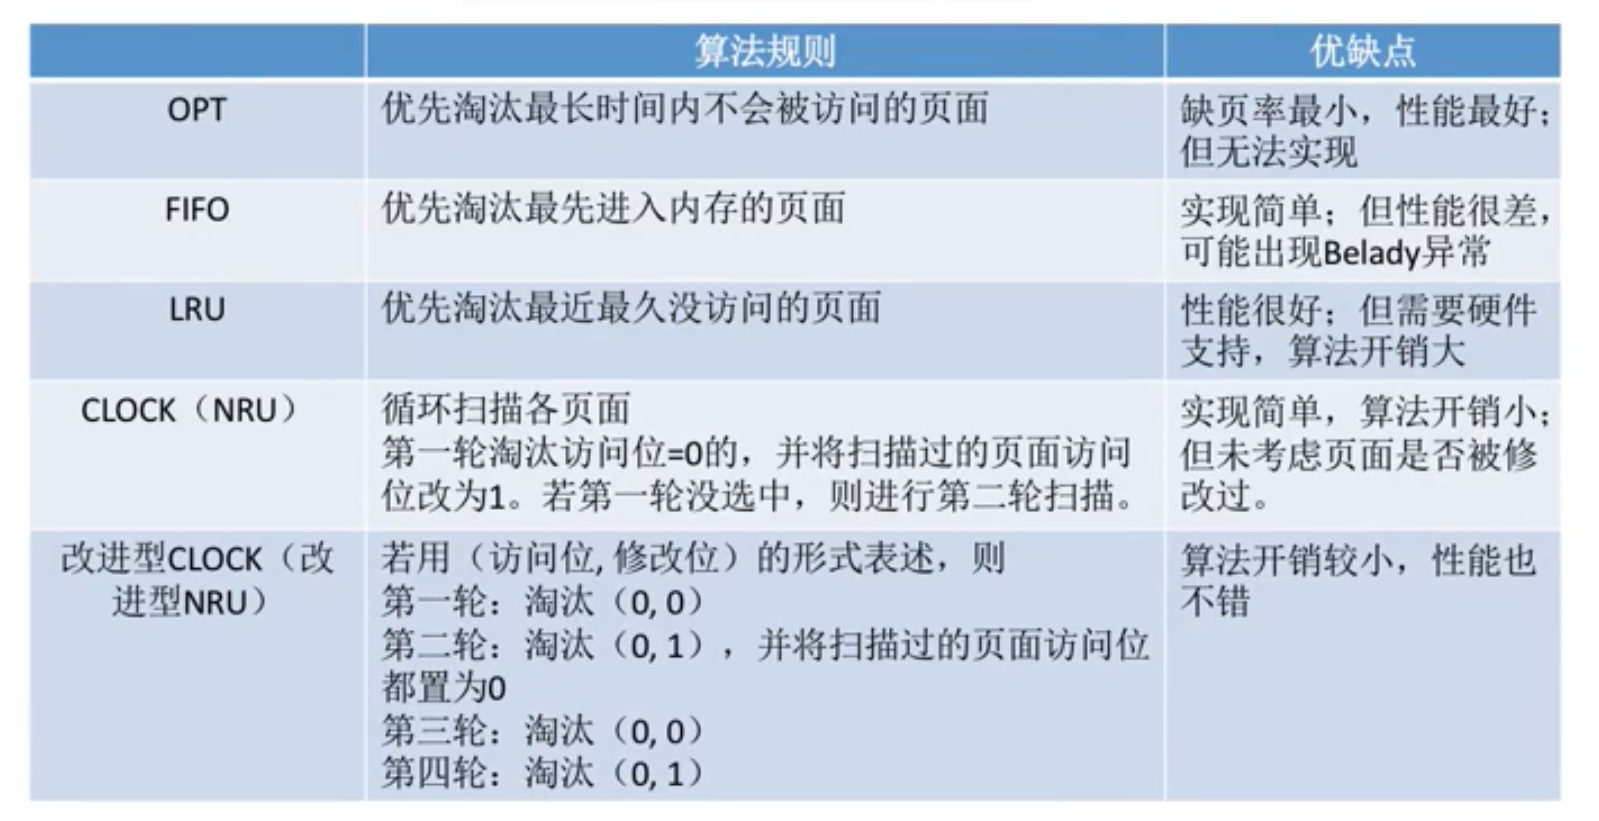 算法规则 优缺点
OPT 优先淘汰最长时间内不会被访问的页面 缺页率最小，性能最好；
但无法实现
FIFO 优先淘汰最先进入内存的页面 实现简单；但性能很差，
可能出现Belady异常
LRU 优先淘汰最近最久没访问的页面 性能很好；但需要硬件
支持，算法开销大
CLOCK（NRU） 循环扫描各页面 实现简单，算法开销小；
第一轮淘汰访问位=0的，并将扫描过的页面访问 但未考虑页面是否被修
位改为1。若第一轮没选中，则进行第二轮扫描。 改过。
改进型CLOCK（改 若用（访问位, 修改位）的形式表述，则 算法开销较小，性能也
进型NRU） 第一轮：淘汰（0, 0） 不错
第二轮：淘汰（0, 1），并将扫描过的页面访问位
都置为0
第三轮：淘汰（0, 0）
第四轮：淘汰（0, 1）